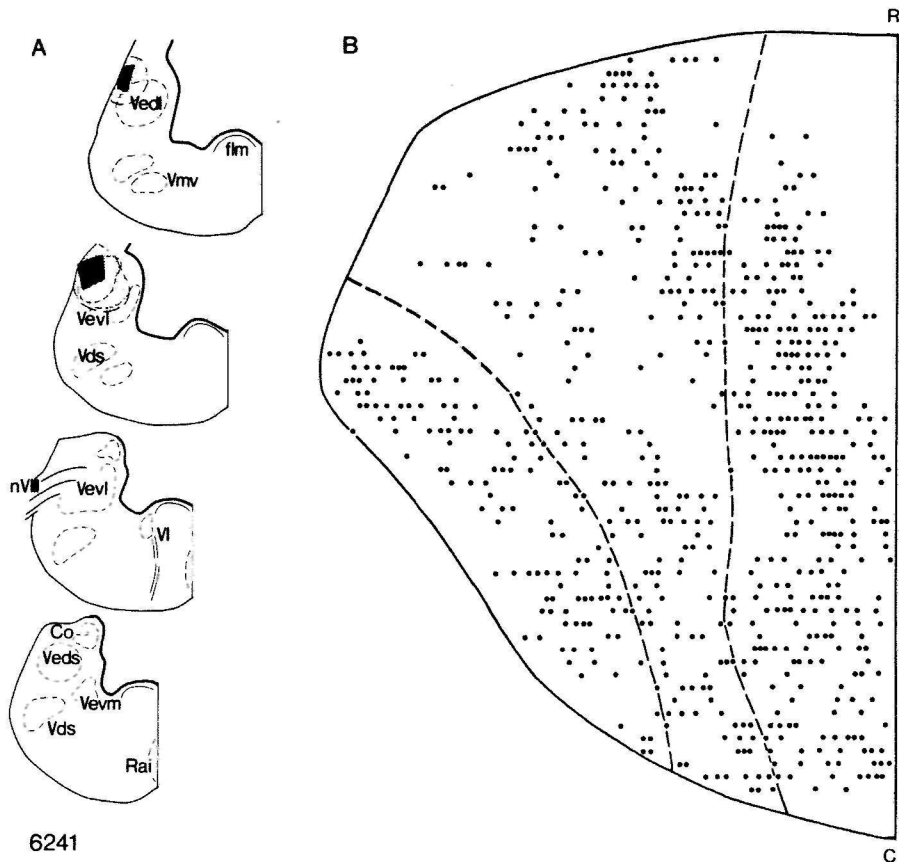 A
Vedl
flm
Vmv
Vevl
Vds
nVIII
Vevl
VI
Co
Veds
Vevm
Vds
Rai
6241
B
R
C